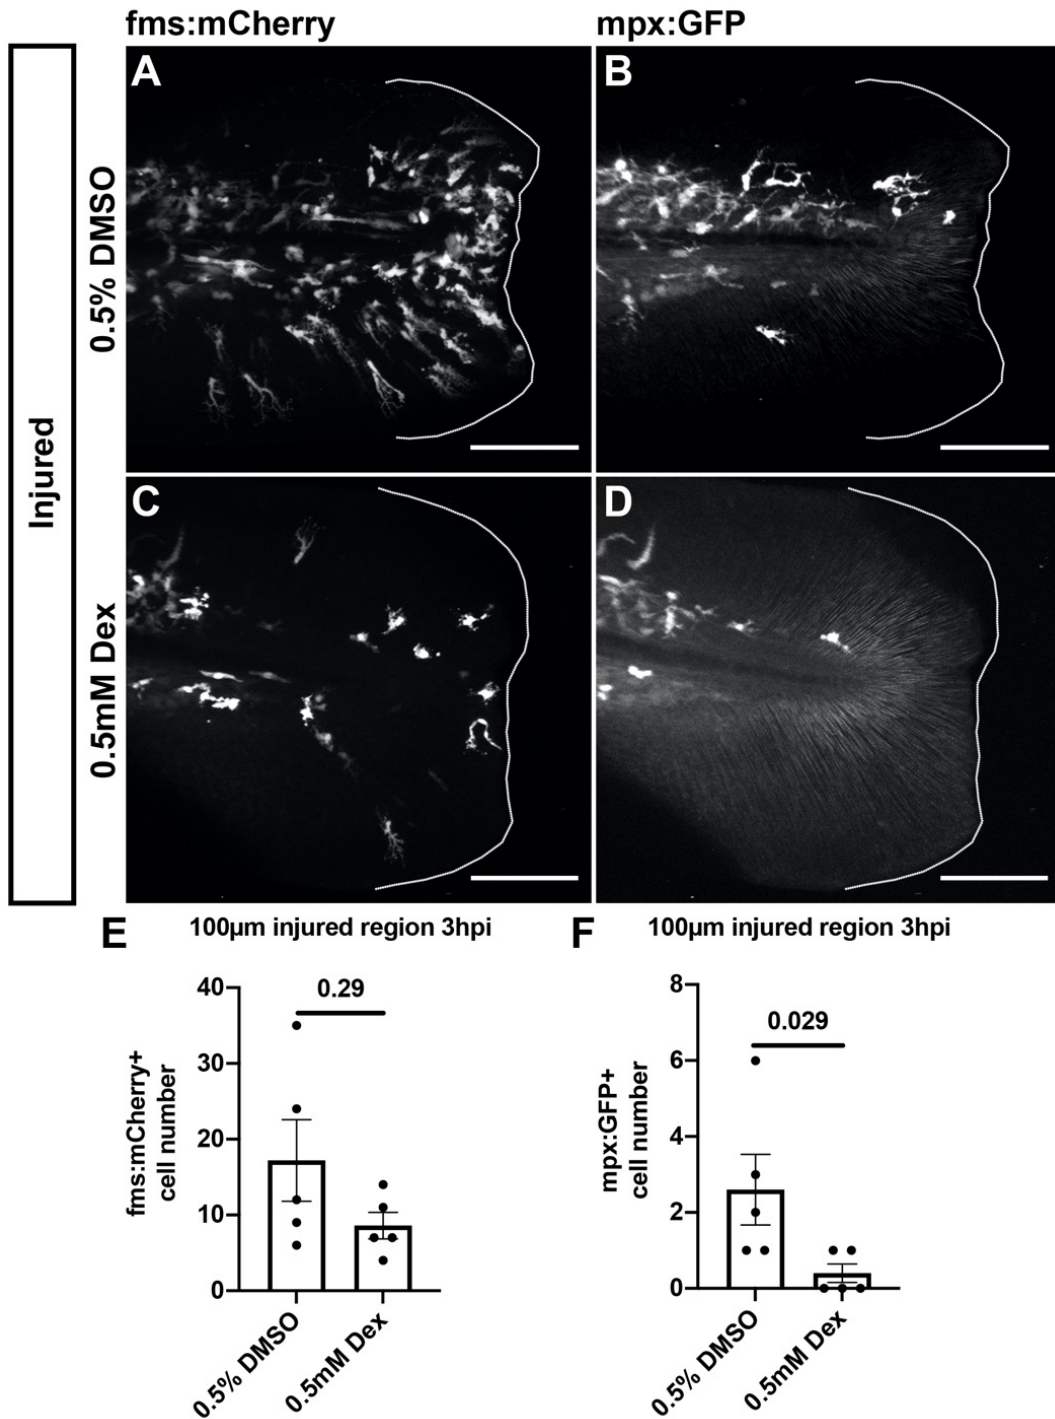 fms:mCherry
mpx:GFP
Injured
0.5% DMSO
A
B
0.5mM Dex
C
D
E
100µm injured region 3hpi
fms:mCherry+
cell number
40
30
20
10
0
0.29
0.5% DMSO
0.5mM Dex
F
100µm injured region 3hpi
mpx:GFP+
cell number
8
6
4
2
0
0.029
0.5% DMSO
0.5mM Dex